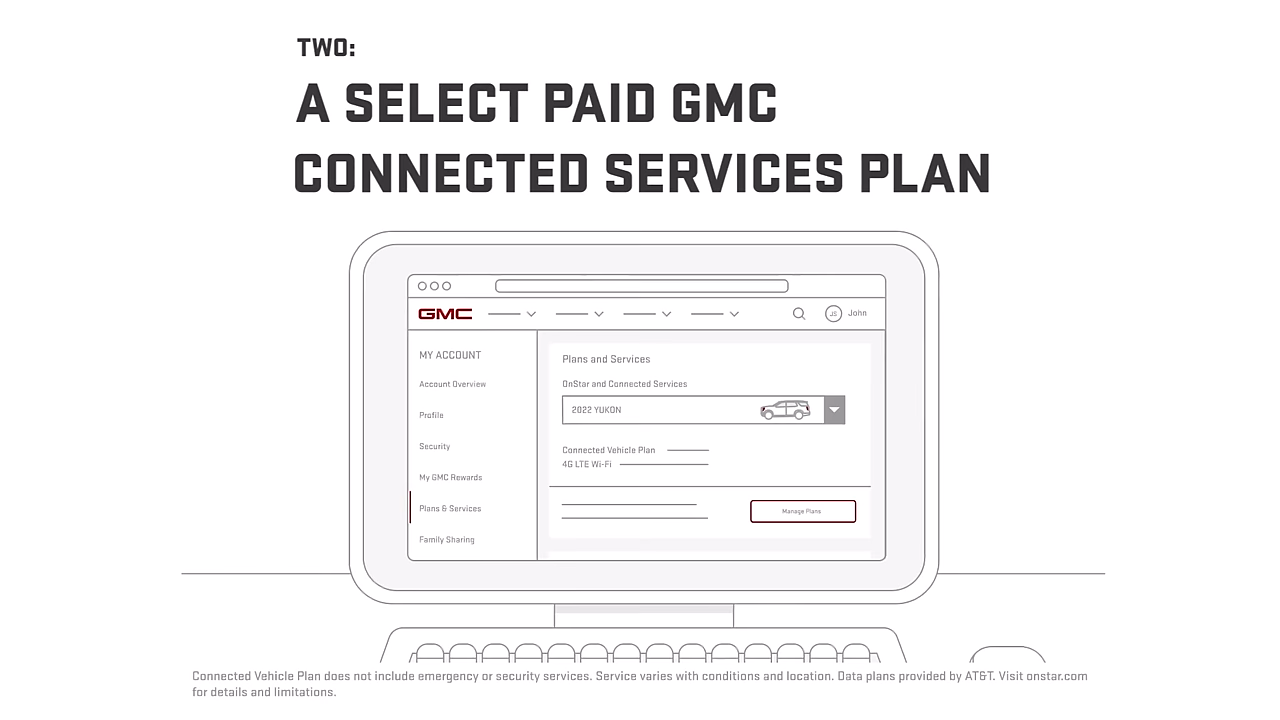 TWO:
A SELECT PAID GMC
CONNECTED SERVICES PLAN
GMC
JS
John
MY ACCOUNT
Account Overview
Profile
Security
My GMC Rewards
Plans & Services
Family Sharing
Plans and Services
OnStar and Connected Services
2022 YUKON
Connected Vehicle Plan
4G LTE Wi-Fi
Manage Plans
Connected Vehicle Plan does not include emergency or security services. Service varies with conditions and location. Data plans provided by AT&T. Visit onstar.com
for details and limitations.